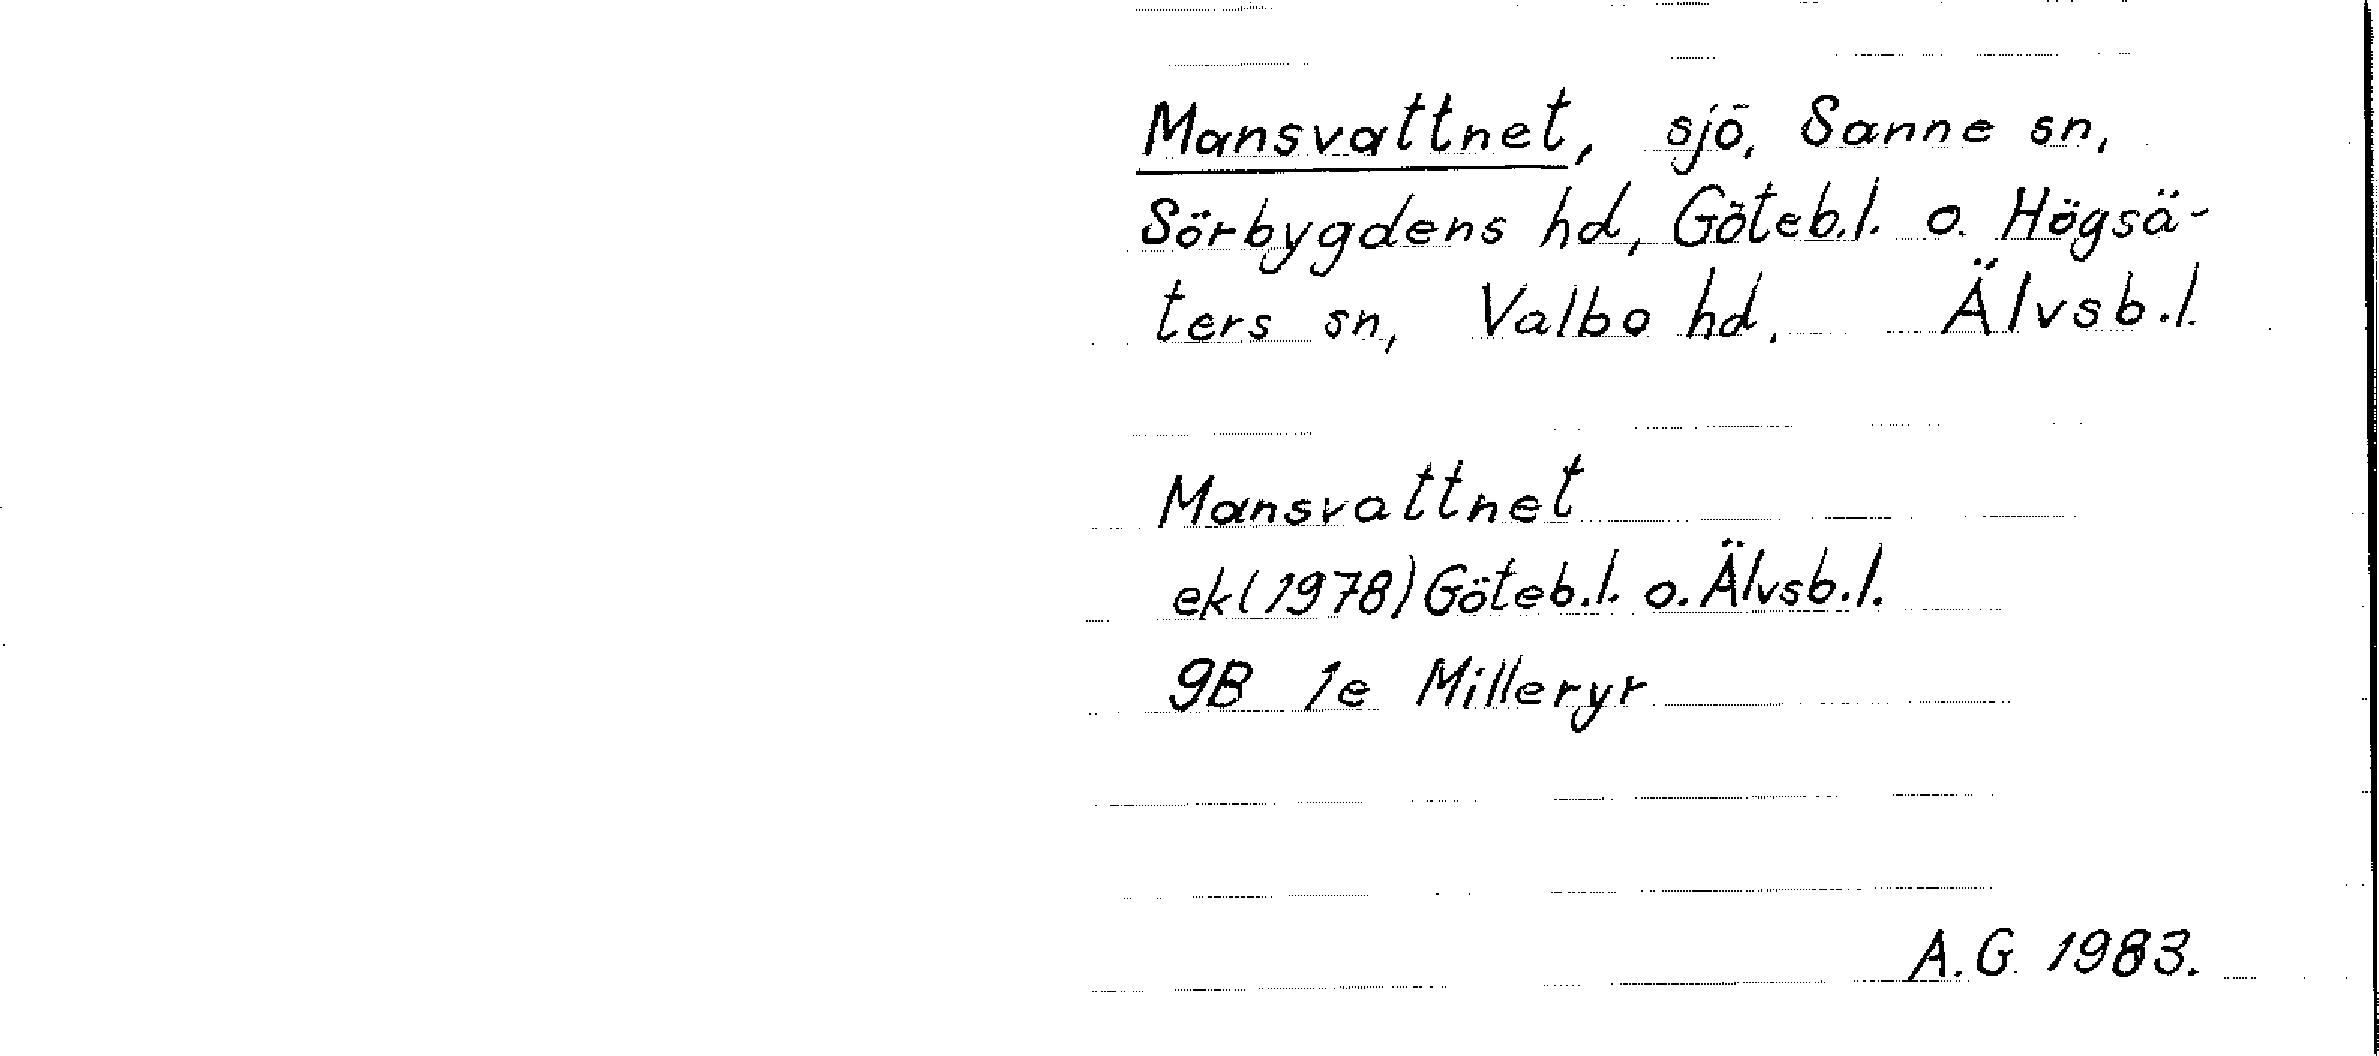 Mansvattnet, sjö, Sanne sn,
Sörbygdens hd, Göteb.l. o. Högsä-
ters sn, Valbo hd, Älvsb.l.
Mansvattnet
ek(1978) Göteb.l. o. Älvsb.l.
9B 1e Milleryr
A.G. 1983.